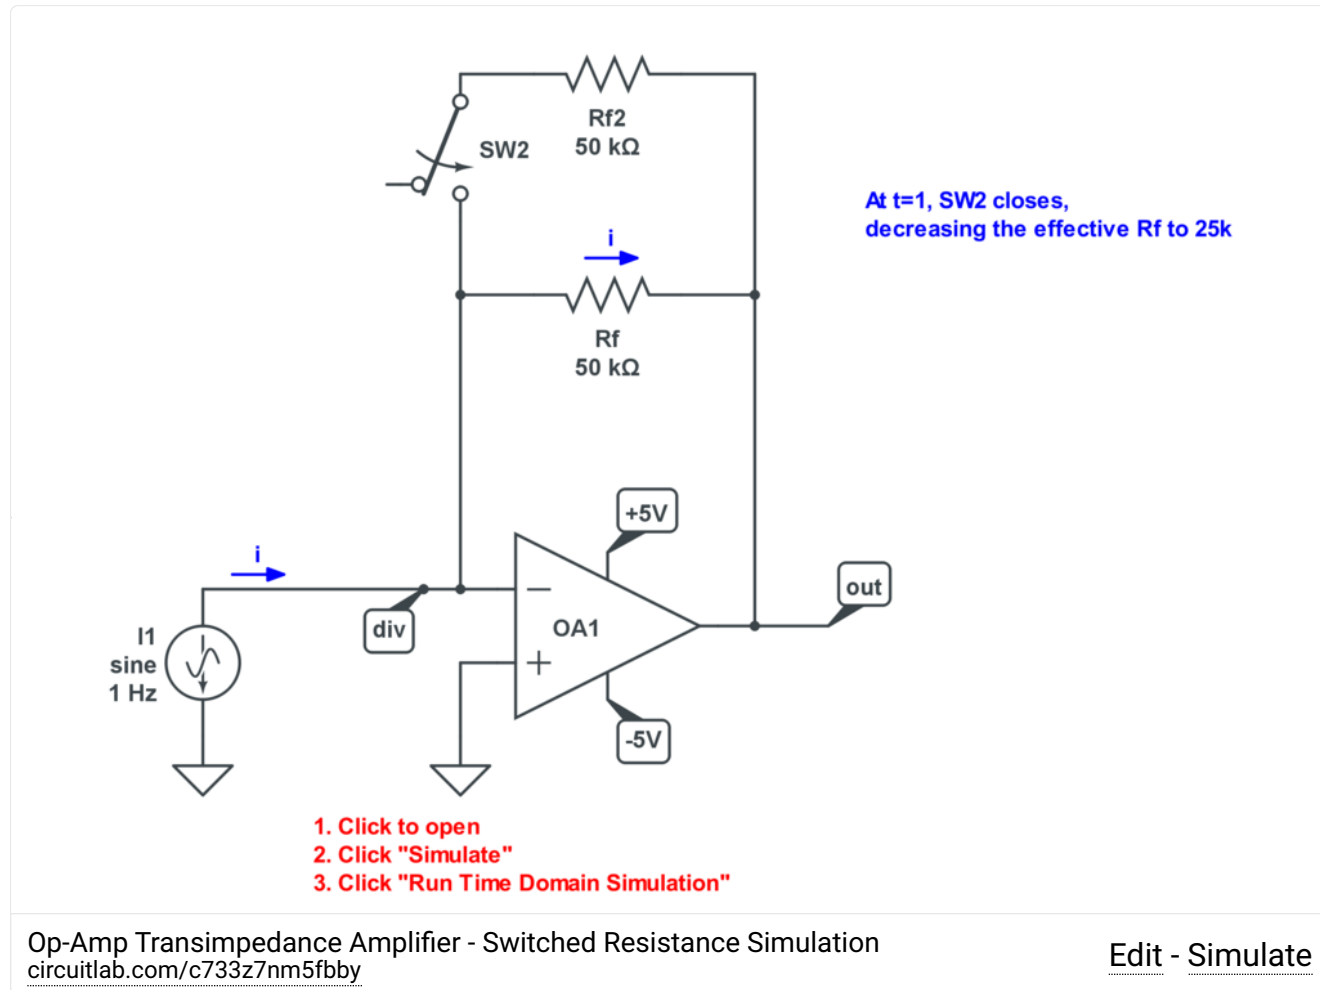 Rf2
50 kΩ
SW2
At t=1, SW2 closes,
decreasing the effective Rf to 25k
i
Rf
50 kΩ
+5V
i
out
div
OA1
I1
sine
1 Hz
-5V
1. Click to open
2. Click "Simulate"
3. Click "Run Time Domain Simulation"
Op-Amp Transimpedance Amplifier - Switched Resistance Simulation
circuitlab.com/c733z7nm5fbby
Edit - Simulate